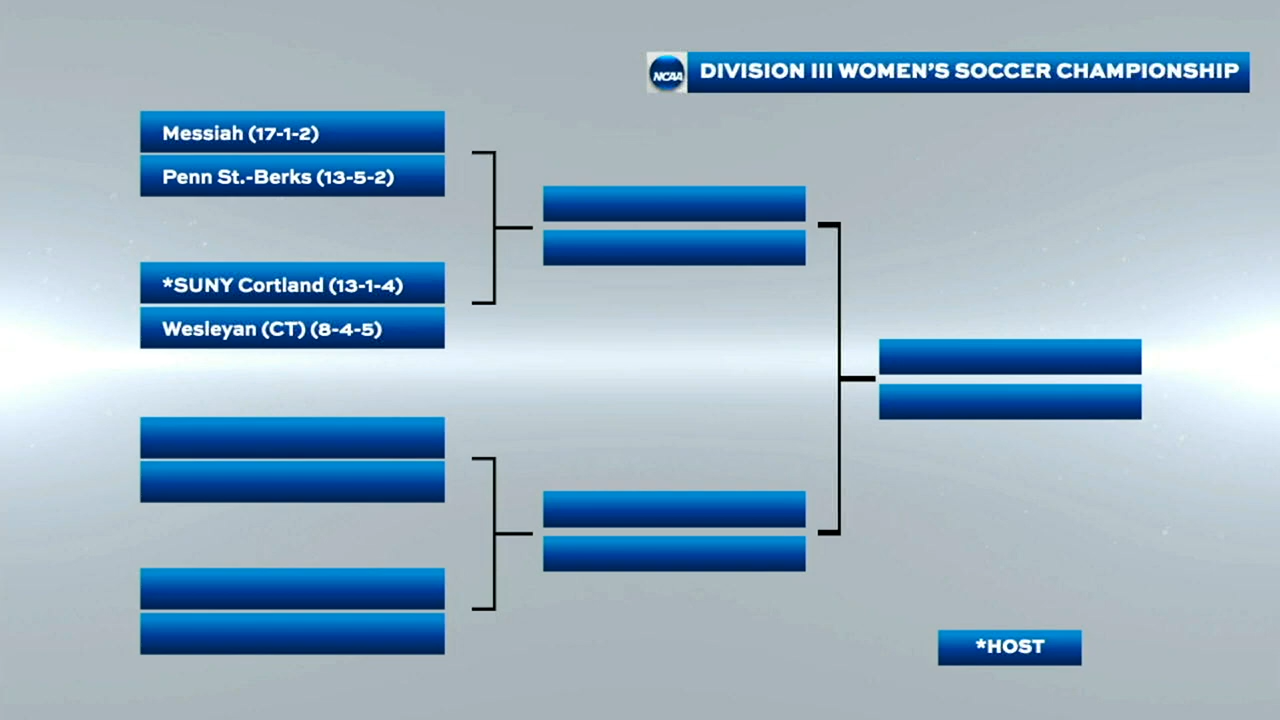 NCAA
DIVISION III WOMEN'S SOCCER CHAMPIONSHIP
Messiah (17-1-2)
Penn St.-Berks (13-5-2)
*SUNY Cortland (13-1-4)
Wesleyan (CT) (8-4-5)
*HOST